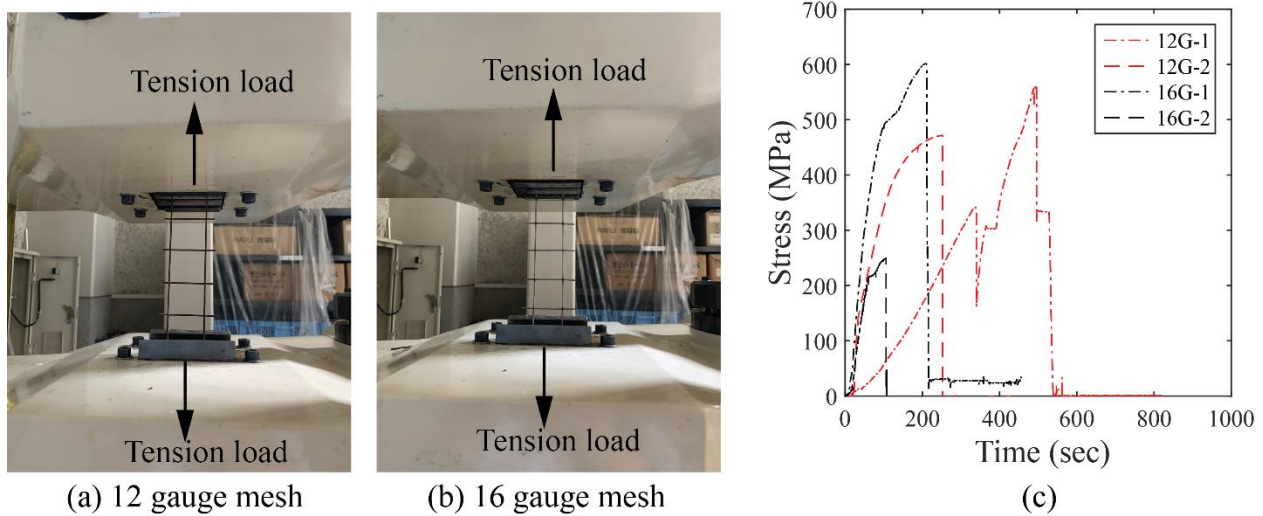 Tension load
Tension load
(a) 12 gauge mesh
Tension load
Tension load
(b) 16 gauge mesh
700
600
500
400
300
200
100
0
Stress (MPa)
0 200 400 600 800 1000
Time (sec)
12G-1
12G-2
16G-1
16G-2
(c)